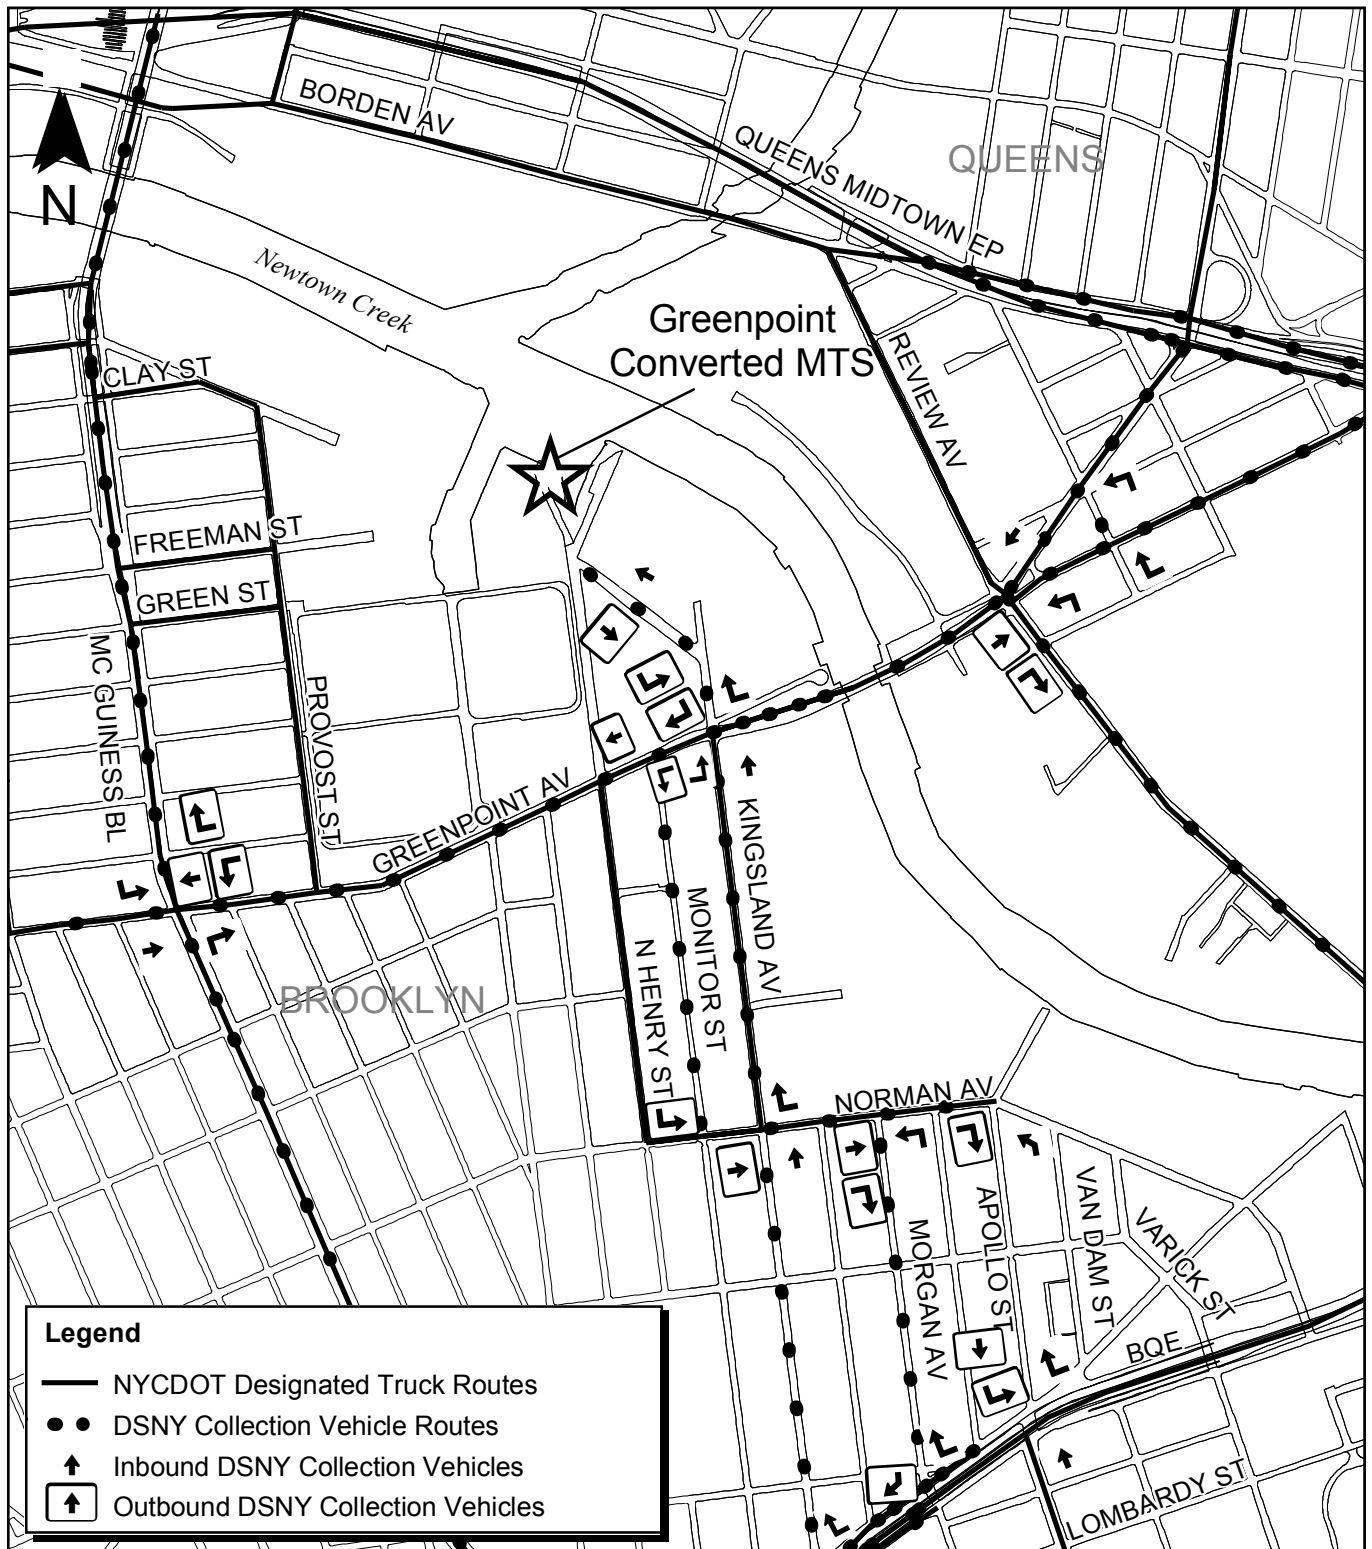 BORDEN AV
QUEENS MIDTOWN EP
QUEENS
N
Newtown Creek
Greenpoint
Converted MTS
REVIEW AV
CLAY ST
FREEMAN ST
GREEN ST
MC GUINESS BL
PROVOST ST
GREENPOINT AV
KINGSLAND AV
MONITOR ST
N HENRY ST
BROOKLYN
NORMAN AV
APOLLO ST
MORGAN AV
VAN DAM ST
VARICK ST
BQE
LOMBARDY ST
Legend
NYCDOT Designated Truck Routes
DSNY Collection Vehicle Routes
Inbound DSNY Collection Vehicles
Outbound DSNY Collection Vehicles